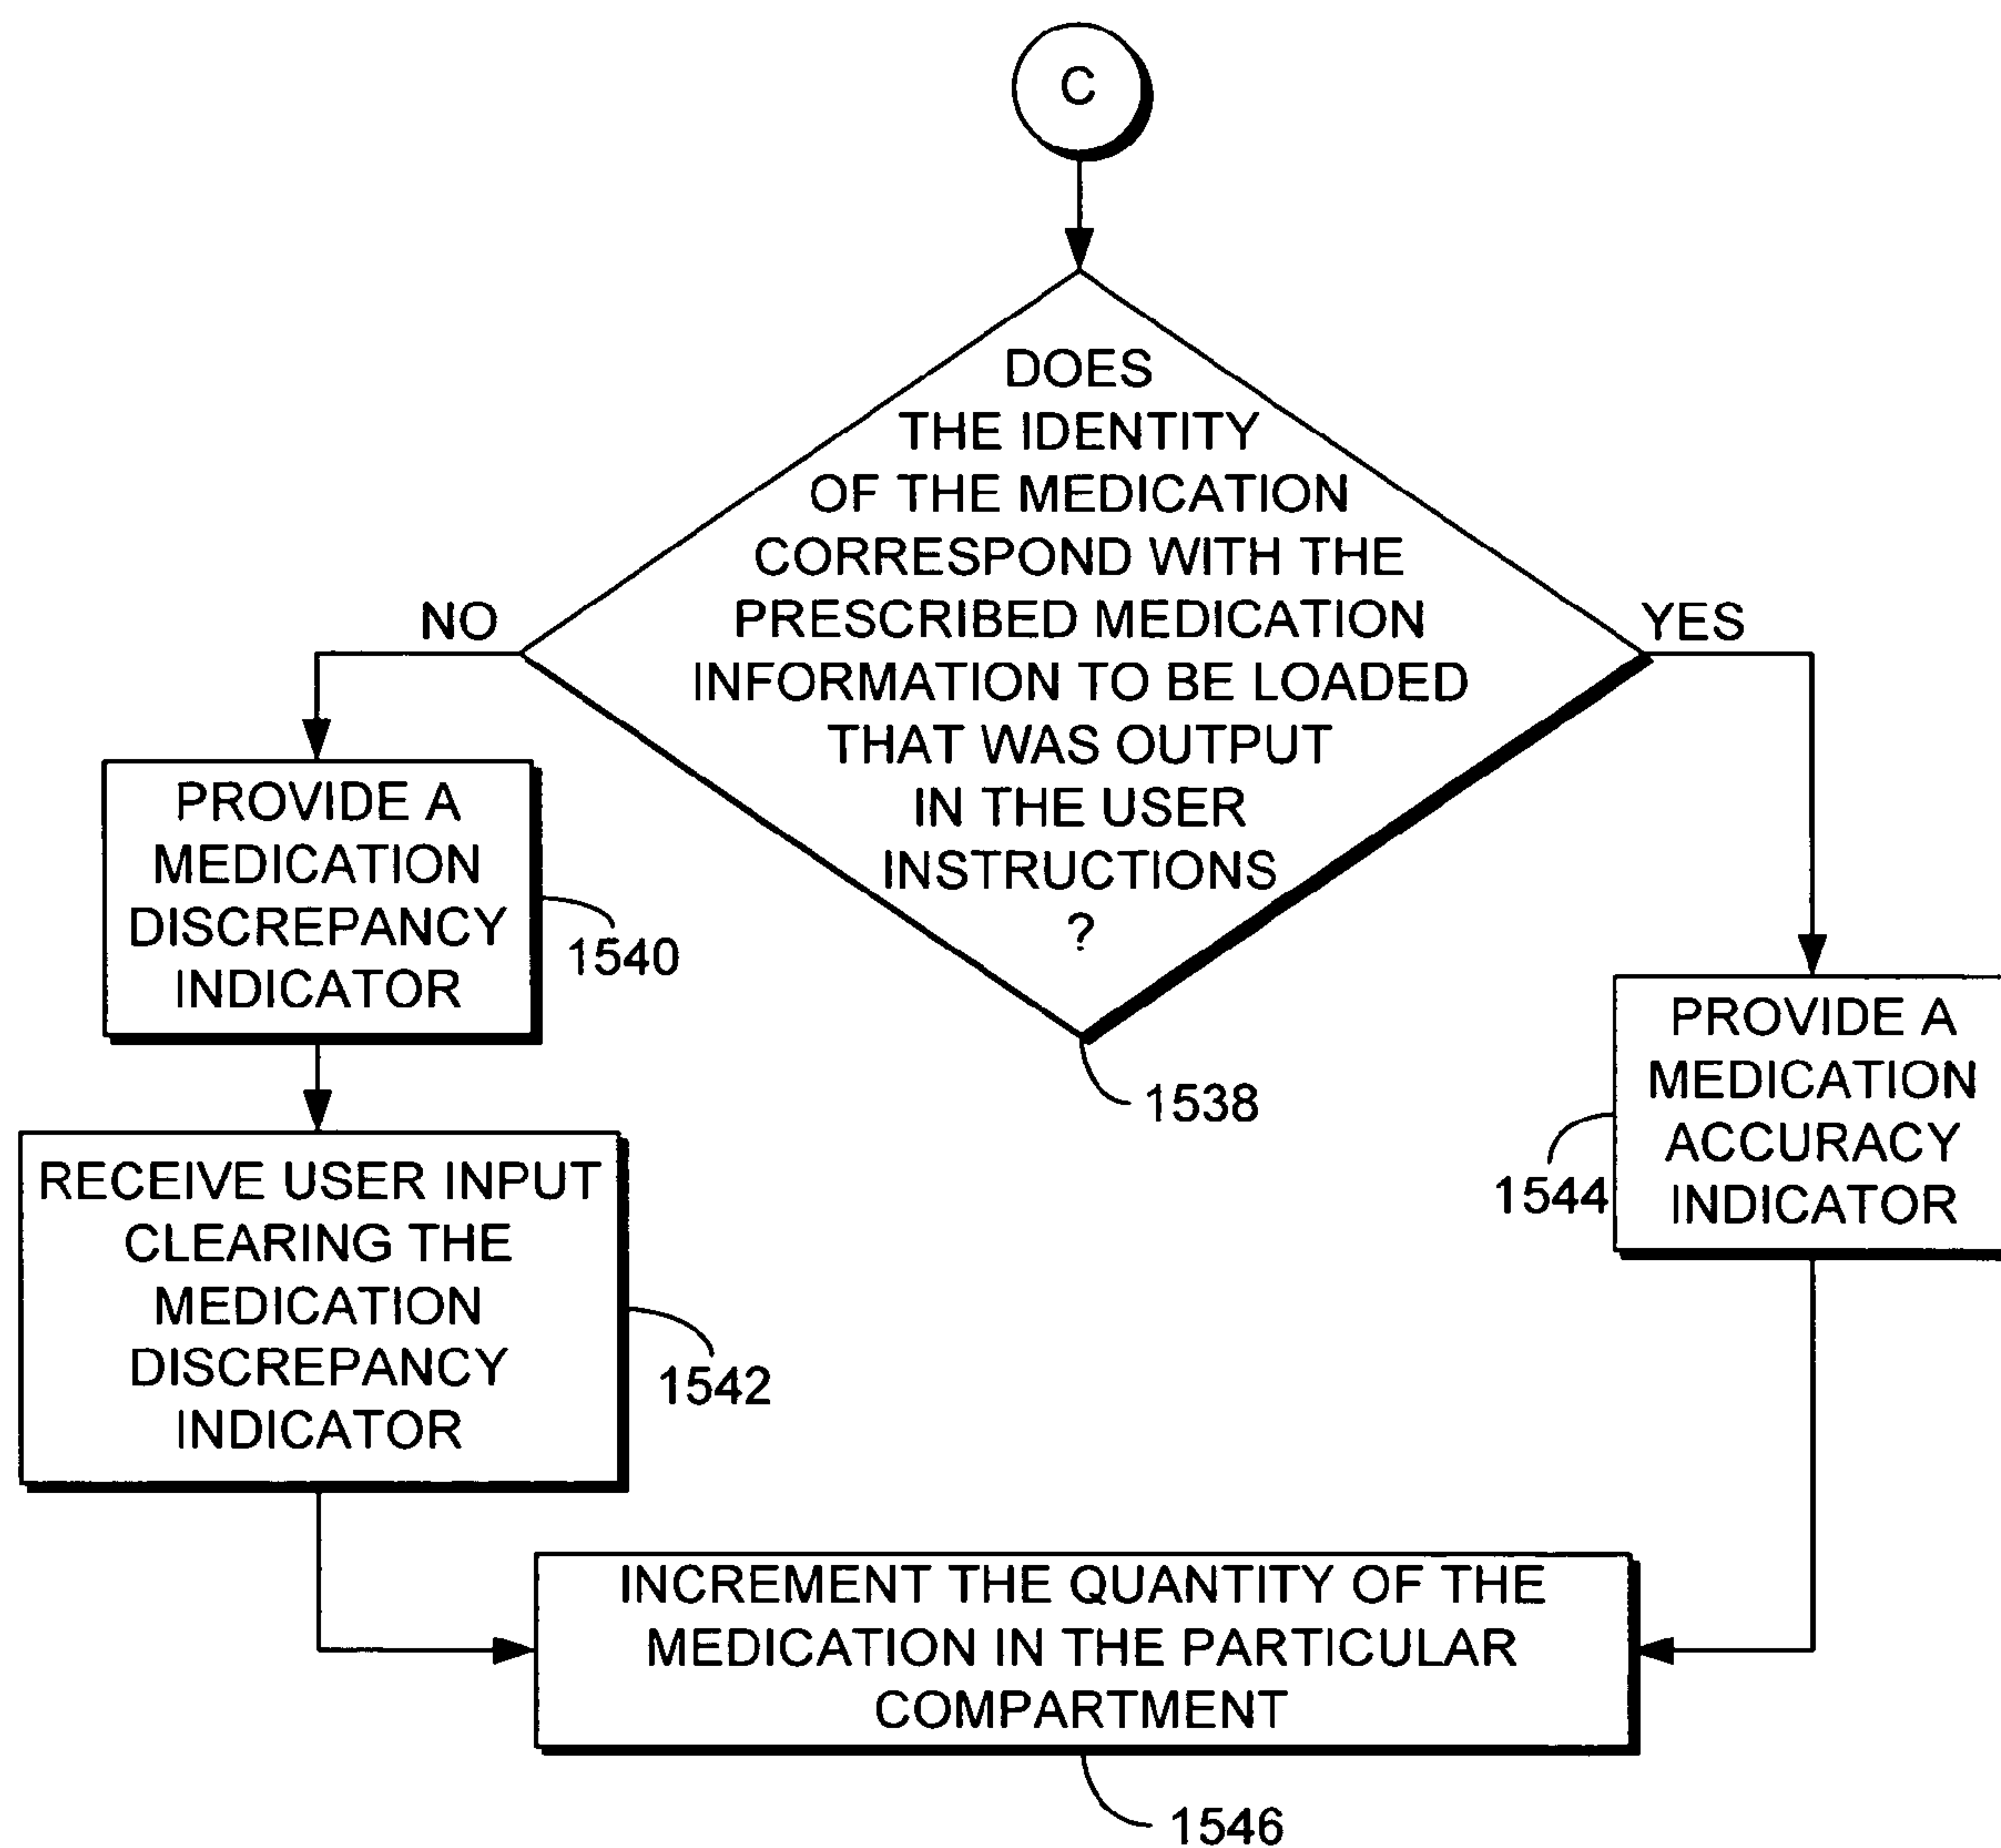 C
DOES
THE IDENTITY
OF THE MEDICATION
CORRESPOND WITH THE
PRESCRIBED MEDICATION
INFORMATION TO BE LOADED
THAT WAS OUTPUT
IN THE USER
INSTRUCTIONS
?
1538
NO
YES
PROVIDE A
MEDICATION
DISCREPANCY
INDICATOR
1540
RECEIVE USER INPUT
CLEARING THE
MEDICATION
DISCREPANCY
INDICATOR
1542
PROVIDE A
MEDICATION
ACCURACY
INDICATOR
1544
INCREMENT THE QUANTITY OF THE
MEDICATION IN THE PARTICULAR
COMPARTMENT
1546